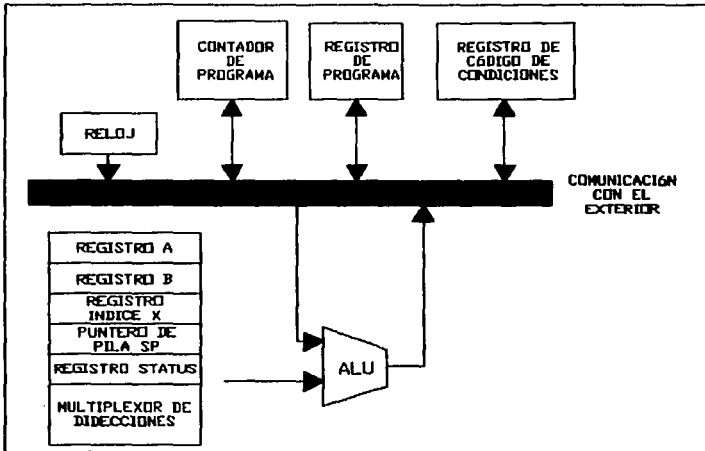 CONTADOR
DE
PROGRAMA
REGISTRO
DE
PROGRAMA
REGISTRO DE
CÓDIGO DE
CONDICIONES
RELOJ
COMUNICACIÓN
CON EL
EXTERIOR
REGISTRO A
REGISTRO B
REGISTRO
INDICE X
PUNTERO DE
PILA SP
REGISTRO STATUS
MULTIPLEXOR DE
DIDECCIONES
ALU